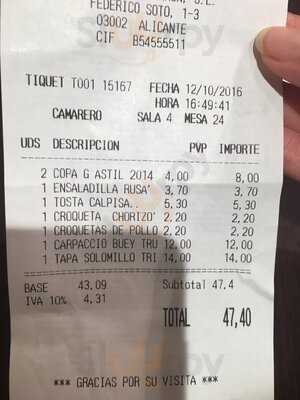 S.L.
FEDERICO SOTO, 1-3
03002 ALICANTE
CIF B54555511
TIQUET T001 15167 FECHA 12/10/2016
HORA 16:49:41
CAMARERO SALA 4 MESA 24
UDS DESCRIPCION PVP IMPORTE
2 COPA G ASTIL 2014 4,00 8,00
1 ENSALADILLA RUSA' 3,70 3,70
1 TOSTA CALPISA.. 5,30 5,30
1 CROQUETA CHORIZO' 2,20 2,20
1 CROQUETAS DE POLLO 2,20 2,20
1 CARPACCIO BUEY TRU 12,00 12,00
1 TAPA SOLOMILLO TRI 14,00 14,00
BASE 43,09 Subtotal 47,4
IVA 10% 4,31
TOTAL 47,40
*** GRACIAS POR SU VISITA ***